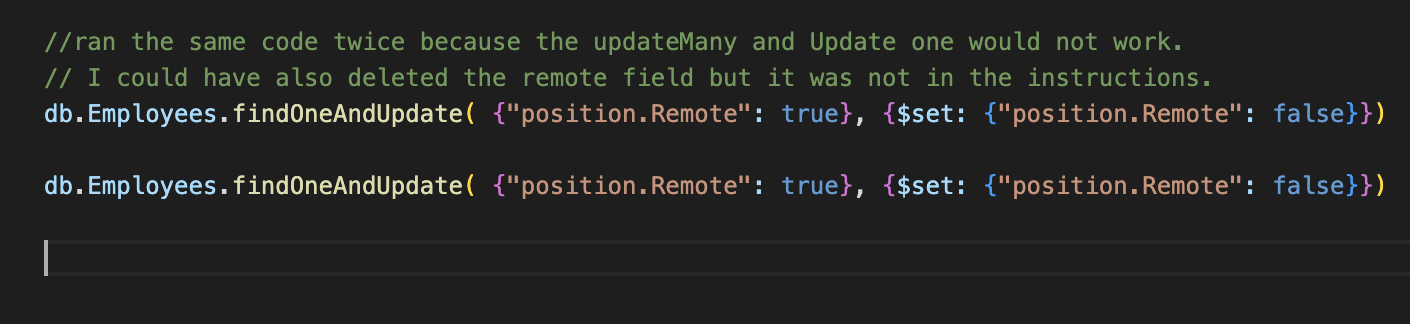 //ran the same code twice because the updateMany and Update one would not work.
// I could have also deleted the remote field but it was not in the instructions.
db.Employees.findOneAndUpdate( {"position.Remote": true}, {$set: {"position.Remote": false}})
db.Employees.findOneAndUpdate( {"position.Remote": true}, {$set: {"position.Remote": false}})